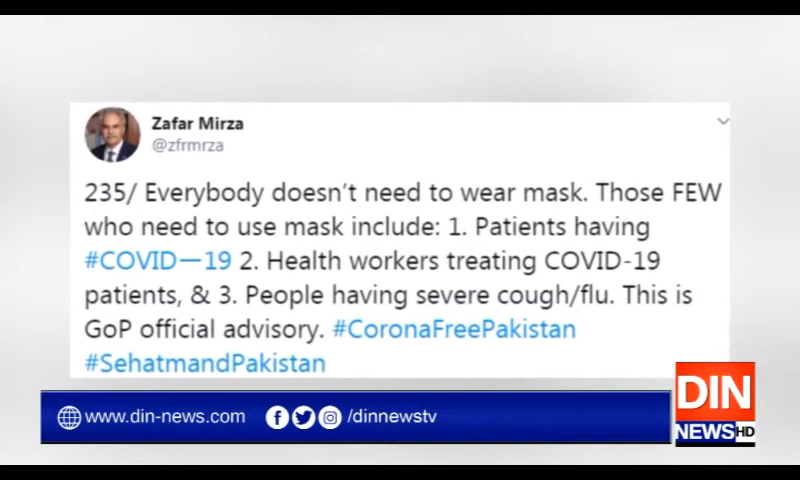 Zafar Mirza
@zfrmrza
235/ Everybody doesn't need to wear mask. Those FEW
who need to use mask include: 1. Patients having
#COVID—19 2. Health workers treating COVID-19
patients, & 3. People having severe cough/flu. This is
GoP official advisory. #CoronaFreePakistan
#SehatmandPakistan
www.din-news.com /dinnewstv
DIN
NEWS HD